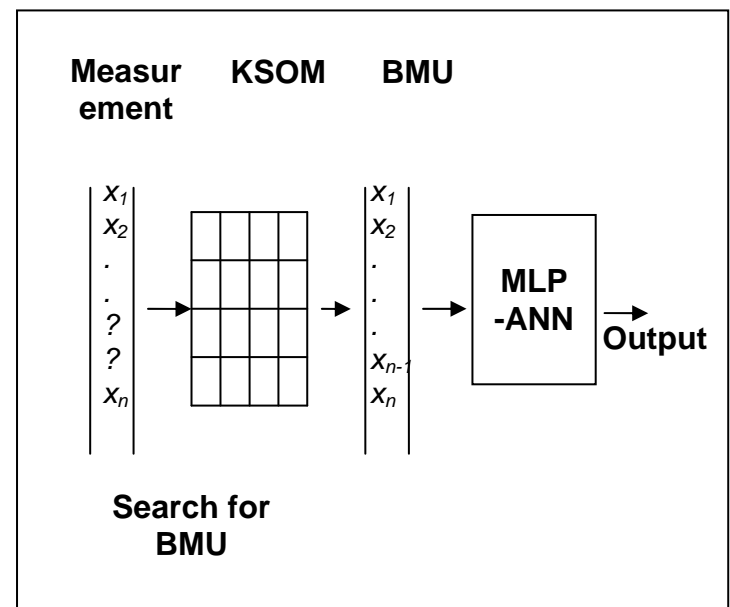 Measur
ement
KSOM
BMU
x₁
x₂
.
.
?
?
xₙ
x₁
x₂
.
.
.
xₙ₋₁
xₙ
MLP
-ANN
Output
Search for
BMU